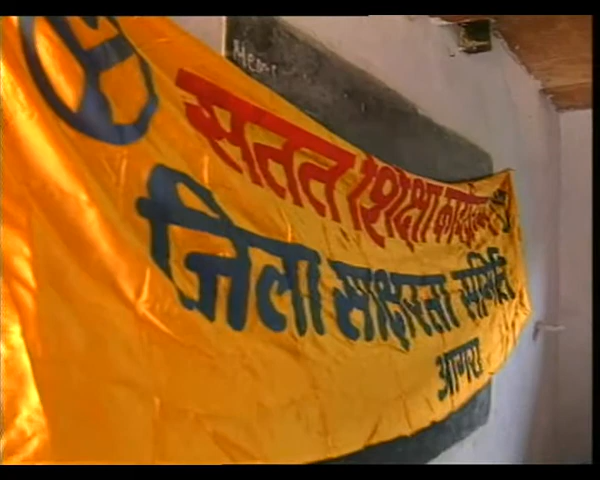 सतत शिक्षा कार्यक्रम
जिला साक्षरता समिति
आगरा